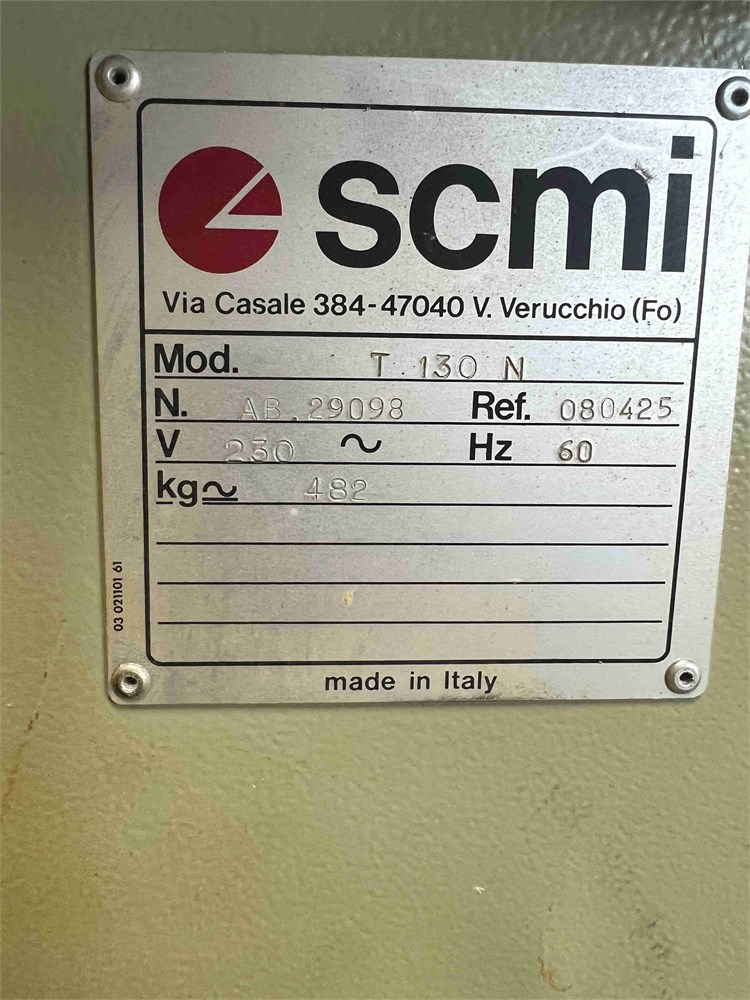 scmi
Via Casale 384-47040 V. Verucchio (Fo)
Mod. T.130 N
N. AB.29098 Ref. 080425
V 230 ~ Hz 60
kg≃ 482
03 021101 61
made in Italy